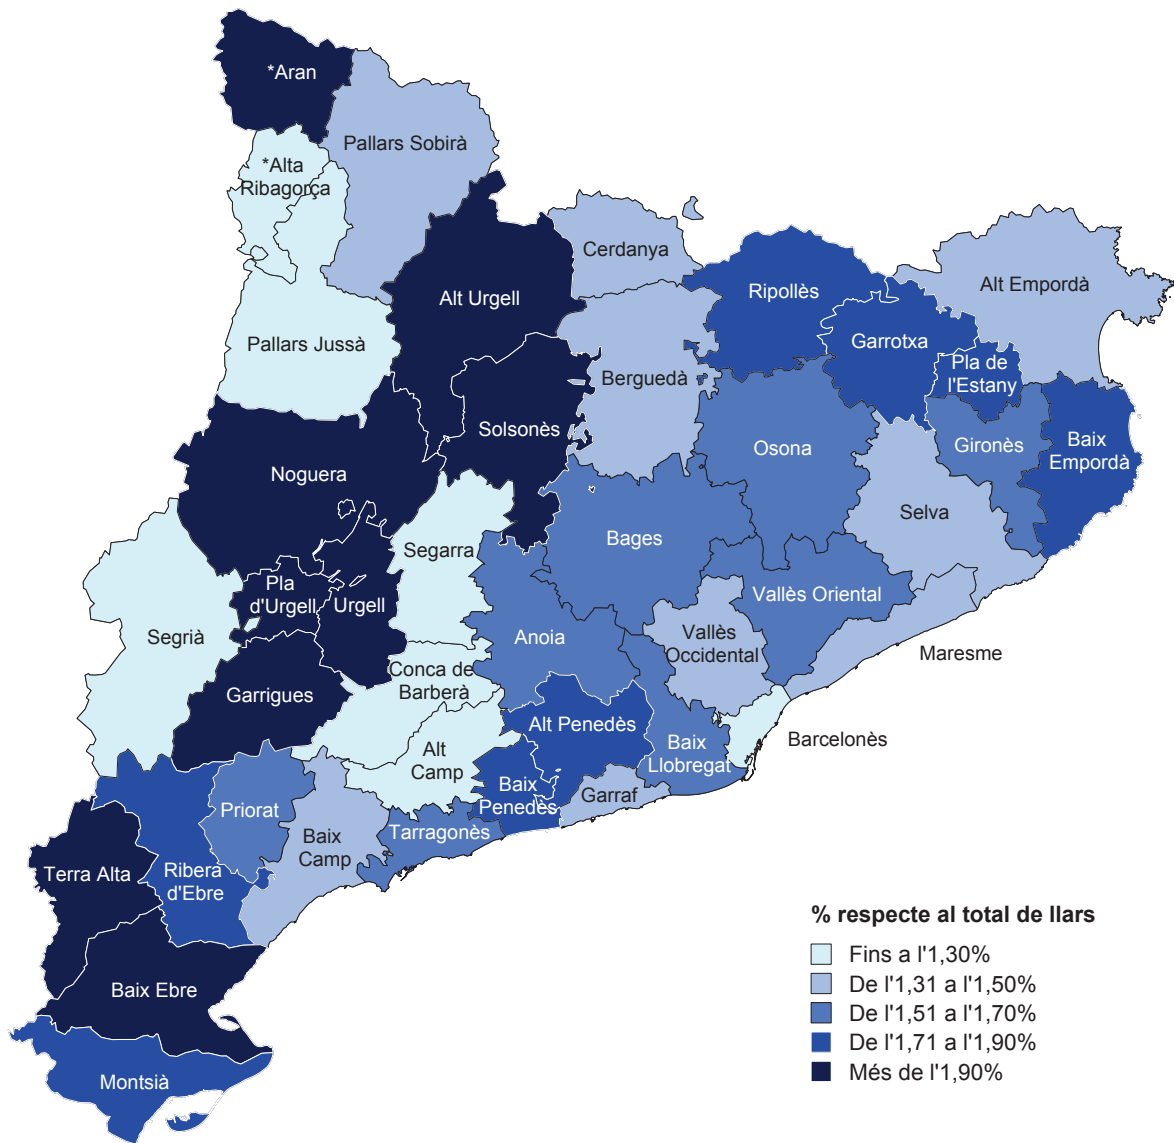 *Aran
Pallars Sobirà
*Alta
Ribagorça
Cerdanya
Alt Urgell
Ripollès
Alt Empordà
Pallars Jussà
Garrotxa
Pla de
l'Estany
Berguedà
Solsonès
Osona
Gironès
Baix
Empordà
Noguera
Selva
Bages
Segarra
Pla
d'Urgell
Urgell
Vallès Oriental
Segrià
Anoia
Vallès
Occidental
Maresme
Conca de
Barberà
Garrigues
Alt Penedès
Barcelonès
Alt
Camp
Baix
Llobregat
Baix
Penedès
Garraf
Priorat
Baix
Camp
Tarragonès
Terra Alta
Ribera
d'Ebre
Baix Ebre
Montsià
% respecte al total de llars
Fins a l'1,30%
De l'1,31 a l'1,50%
De l'1,51 a l'1,70%
De l'1,71 a l'1,90%
Més de l'1,90%